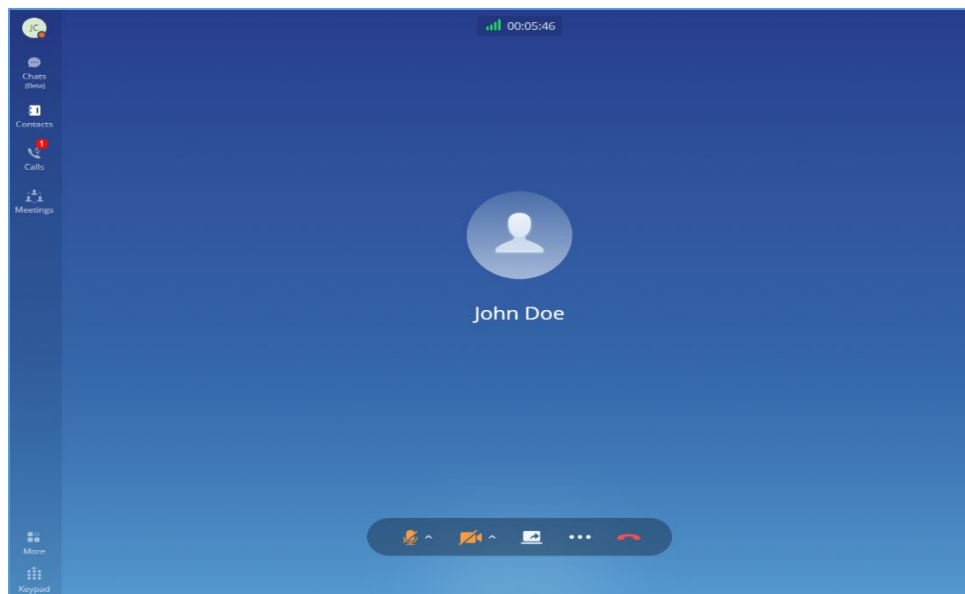 JC
00:05:46
Chats
(Beta)
Contacts
1
Calls
Meetings
John Doe
More
Keypad